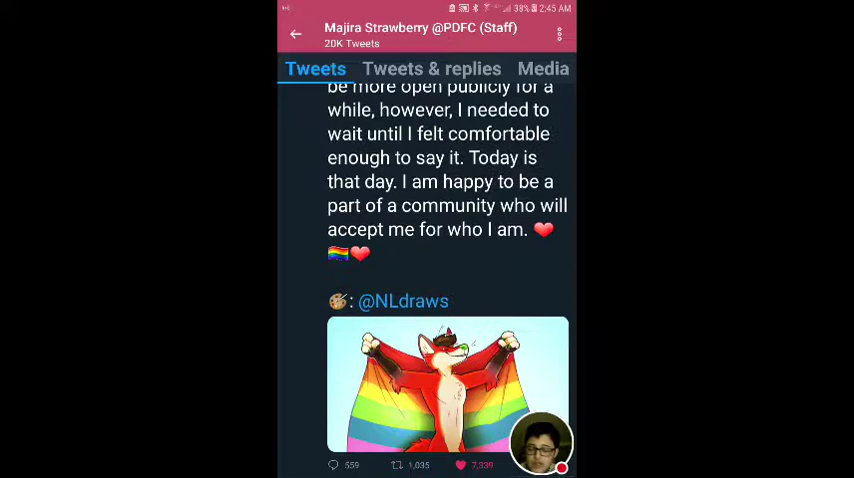 38% 2:45 AM
Majira Strawberry @PDFC (Staff)
20K Tweets
Tweets Tweets & replies Media
be more open publicly for a
while, however, I needed to
wait until I felt comfortable
enough to say it. Today is
that day. I am happy to be a
part of a community who will
accept me for who I am. ❤️
🏳️‍🌈❤️
🎨: @NLdraws
559 1,035 7,339